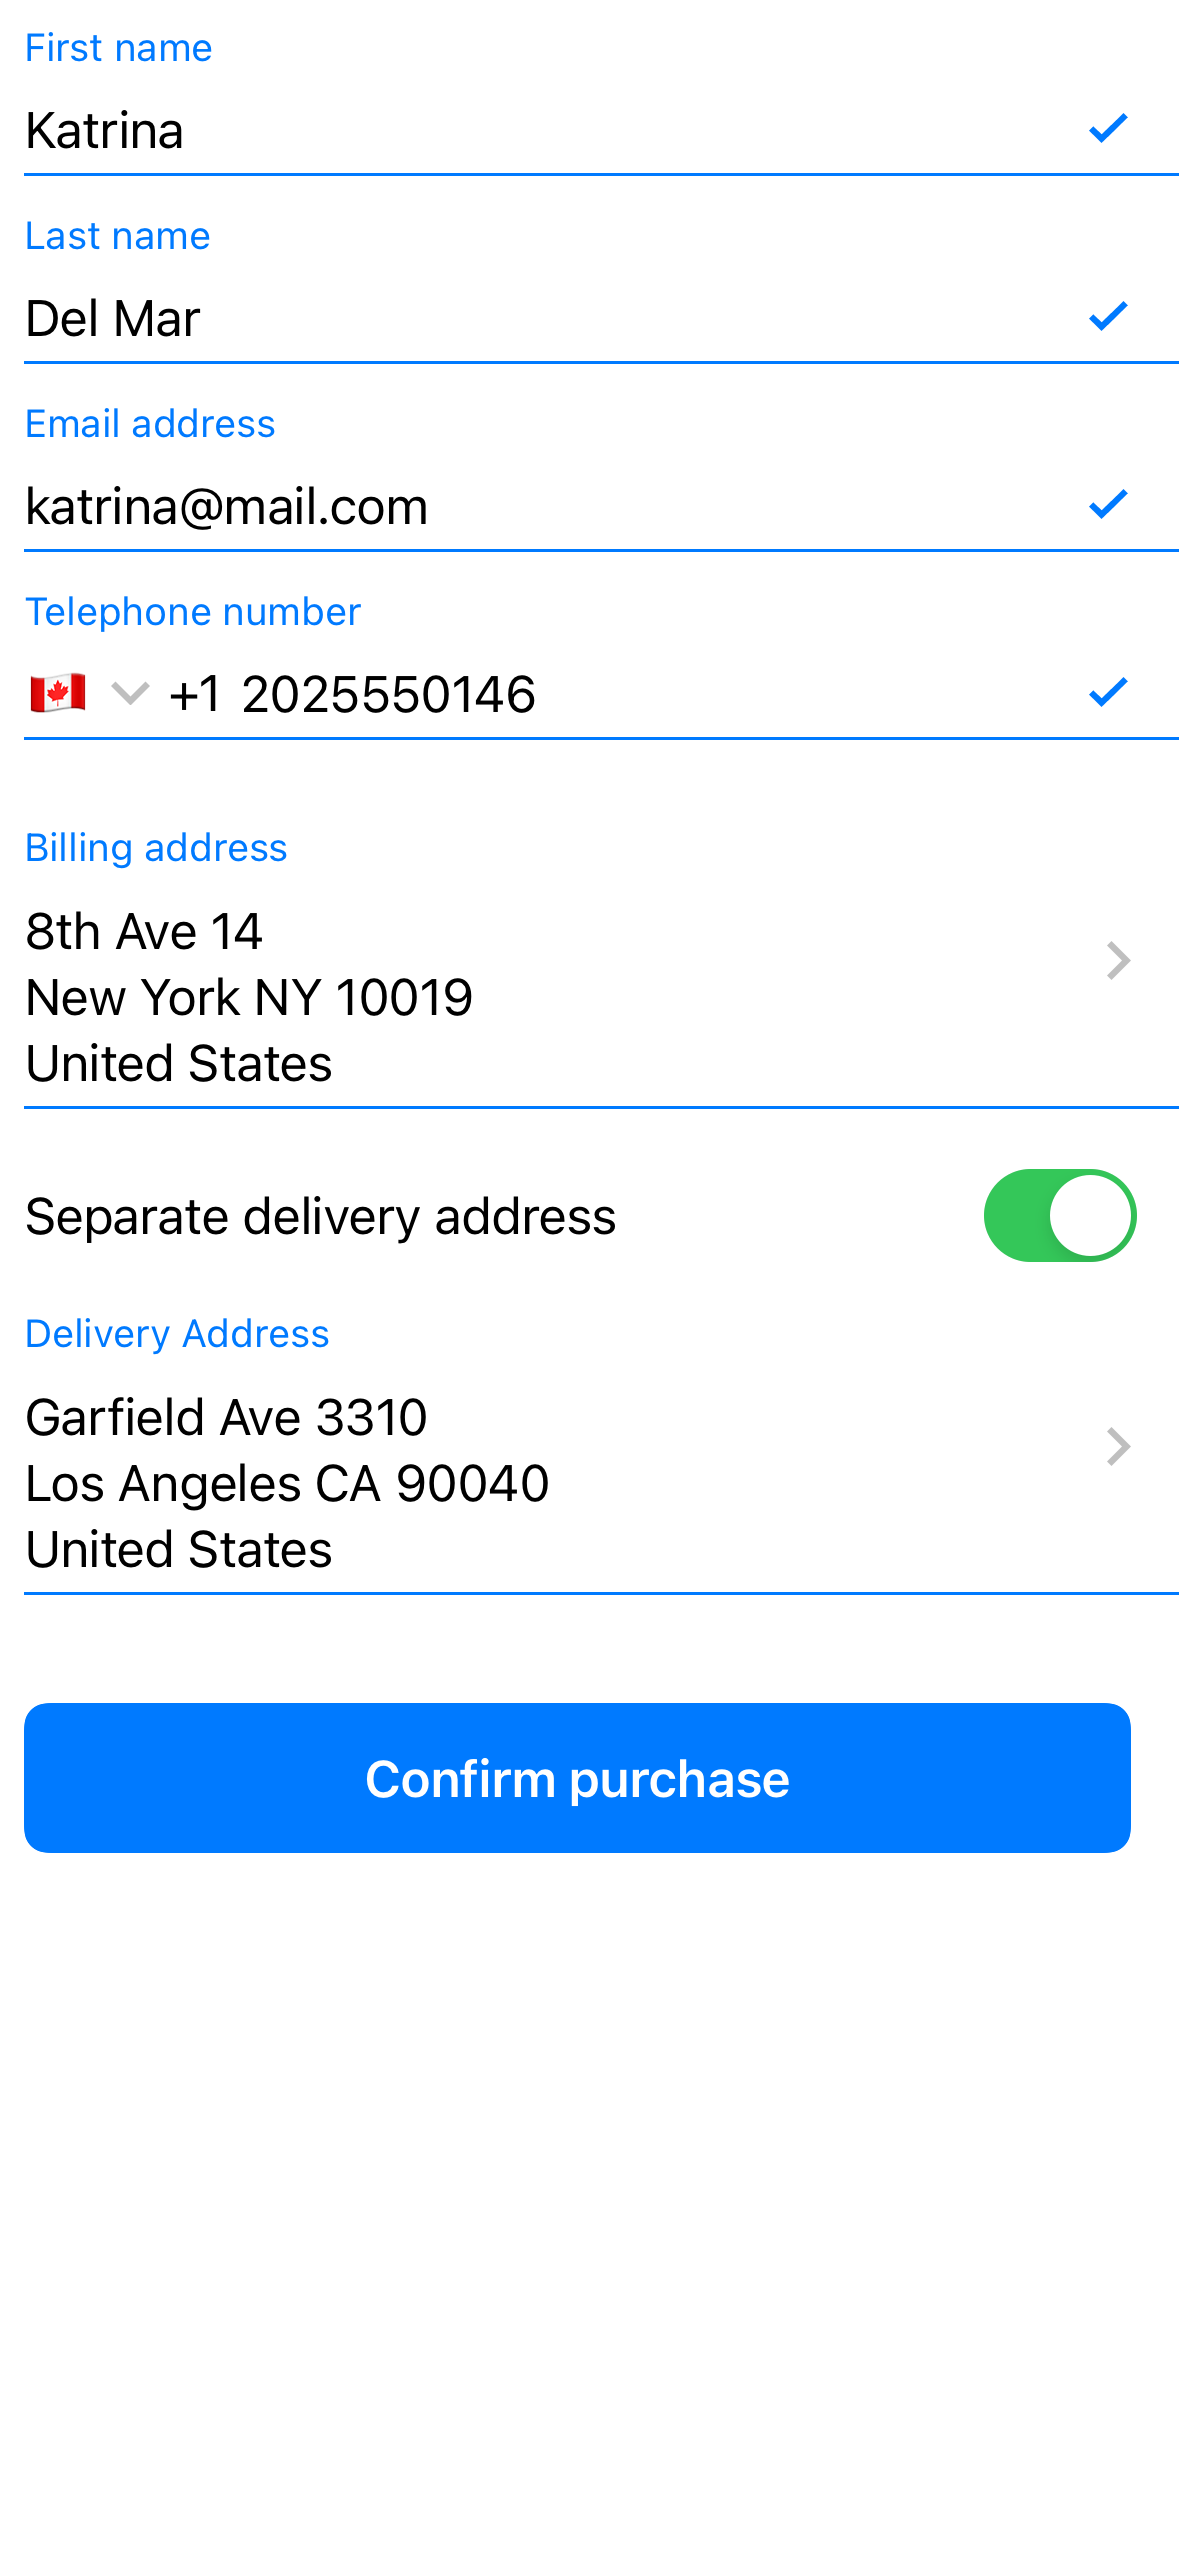 First name
Katrina
Last name
Del Mar
Email address
katrina@mail.com
Telephone number
+1 2025550146
Billing address
8th Ave 14
New York NY 10019
United States
Separate delivery address
Delivery Address
Garfield Ave 3310
Los Angeles CA 90040
United States
Confirm purchase